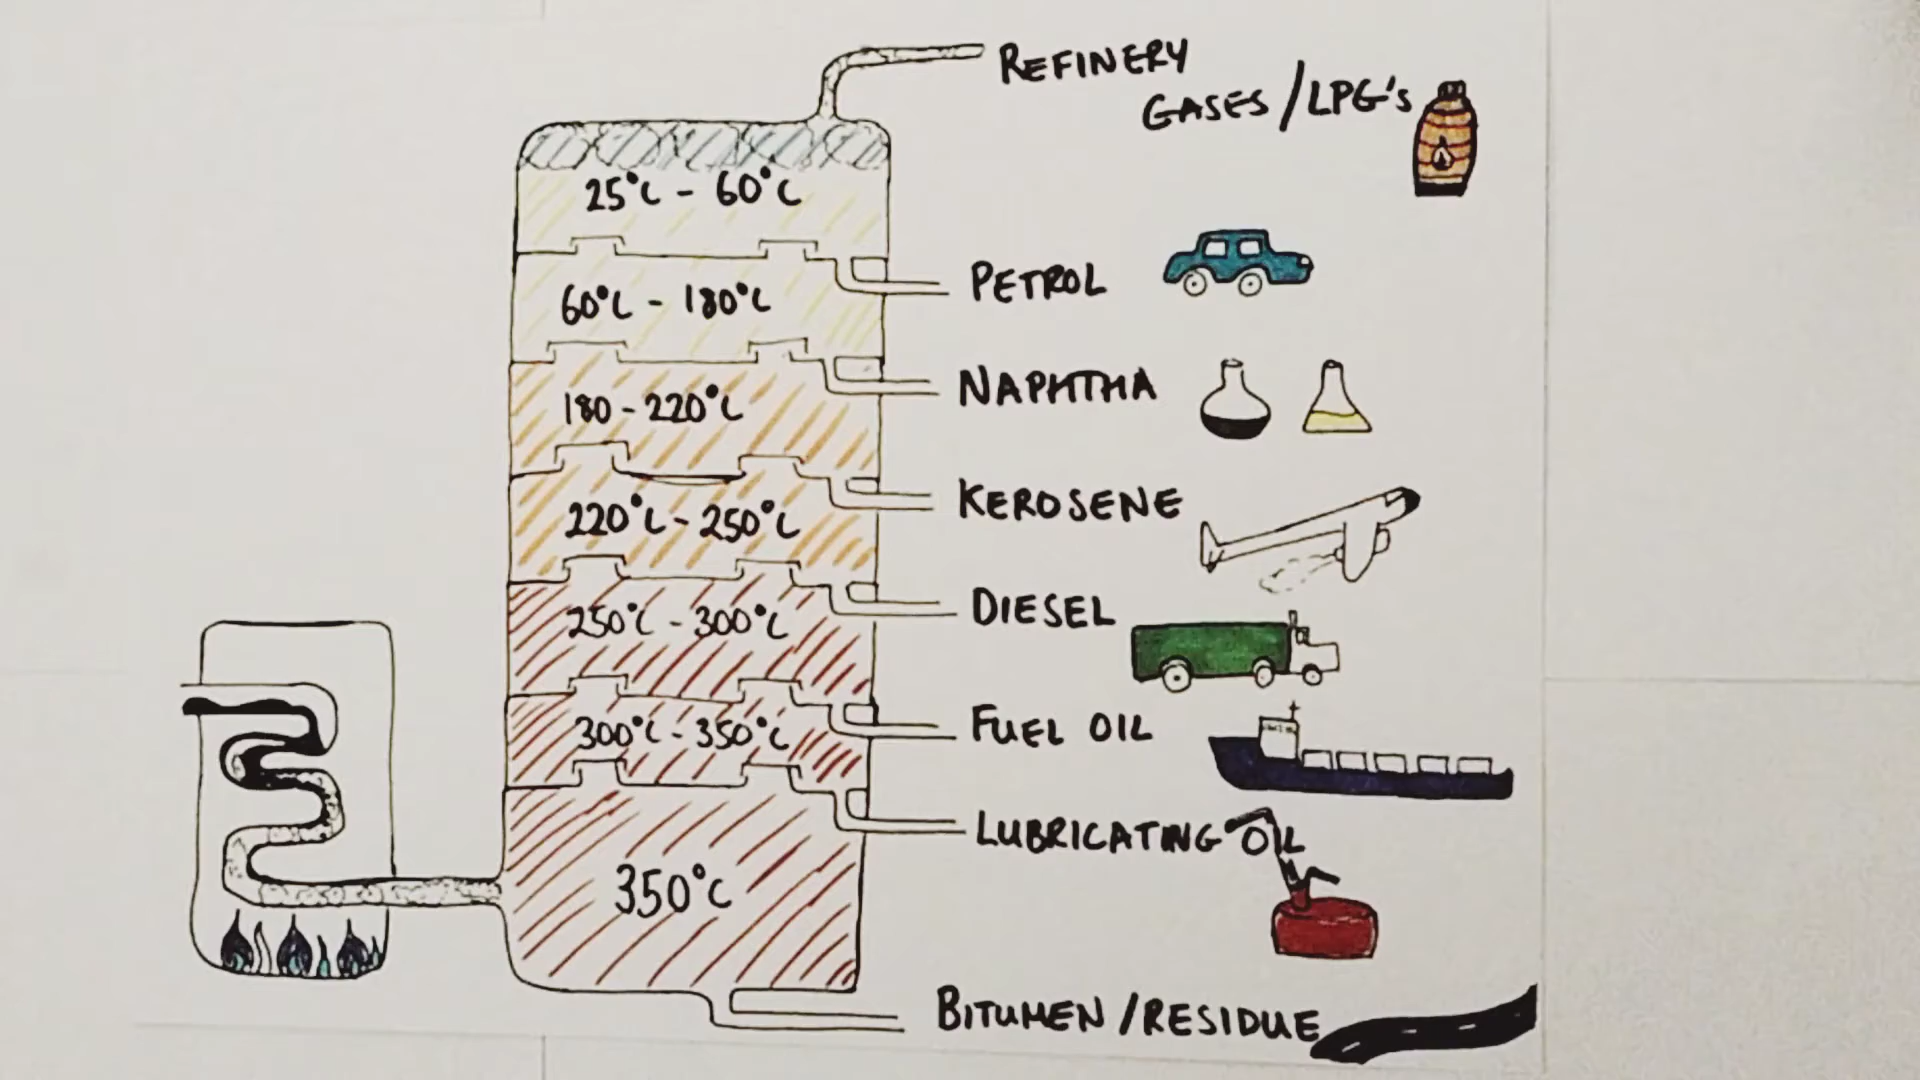 REFINERY
GASES/LPG's
25°C - 60°C
PETROL
60°C - 180°C
NAPHTHA
180-220°C
KEROSENE
220°C-250°C
DIESEL
250°C-300°C
FUEL OIL
300°C-350°C
LUBRICATING OIL
350°C
BITUMEN/RESIDUE